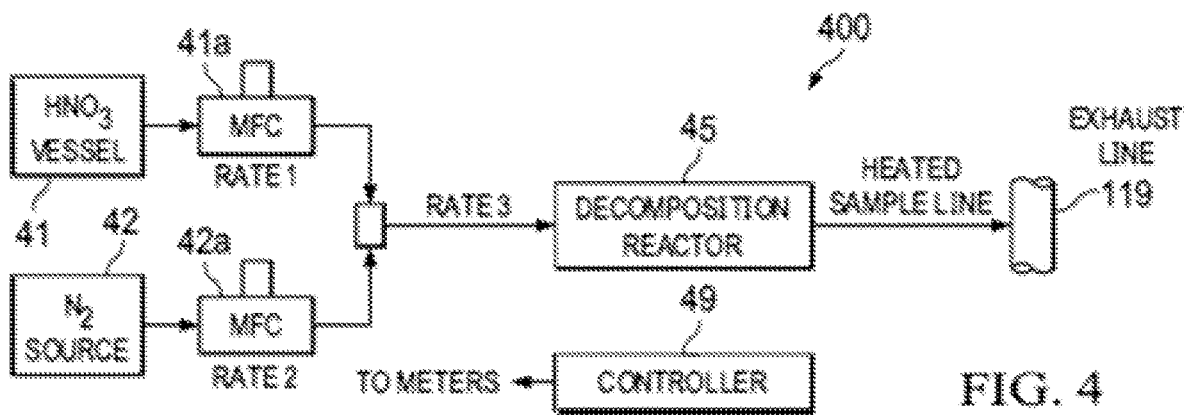 400
41a
HNO3
VESSEL
MFC
RATE 1
41
42
42a
N2
SOURCE
MFC
RATE 2
RATE 3
45
DECOMPOSITION
REACTOR
HEATED
SAMPLE LINE
EXHAUST
LINE
119
49
TO METERS
CONTROLLER
FIG. 4